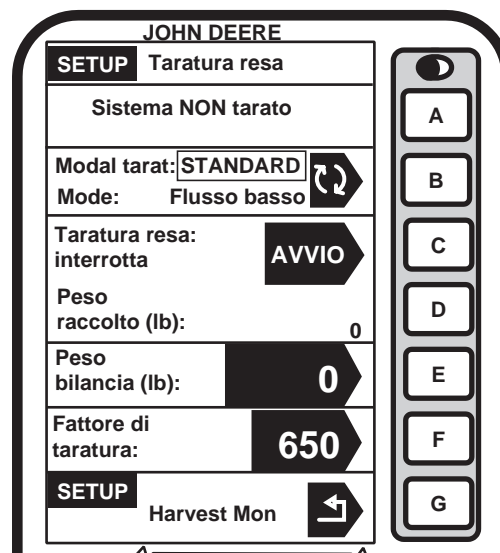 JOHN DEERE
SETUP Taratura resa
Sistema NON tarato
Modal tarat: STANDARD
Mode: Flusso basso
Taratura resa:
interrotta
AVVIO
Peso
raccolto (lb):
0
Peso
bilancia (lb):
0
Fattore di
taratura:
650
SETUP
Harvest Mon
A
B
C
D
E
F
G